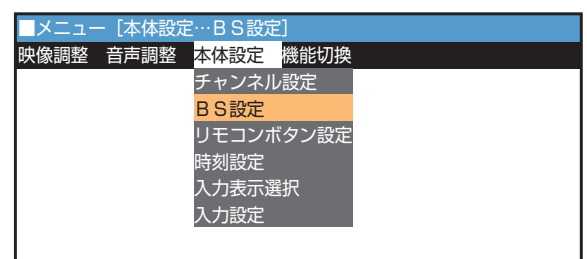 ■メニュー［本体設定…ＢＳ設定］
映像調整 音声調整 本体設定 機能切換
チャンネル設定
ＢＳ設定
リモコンボタン設定
時刻設定
入力表示選択
入力設定